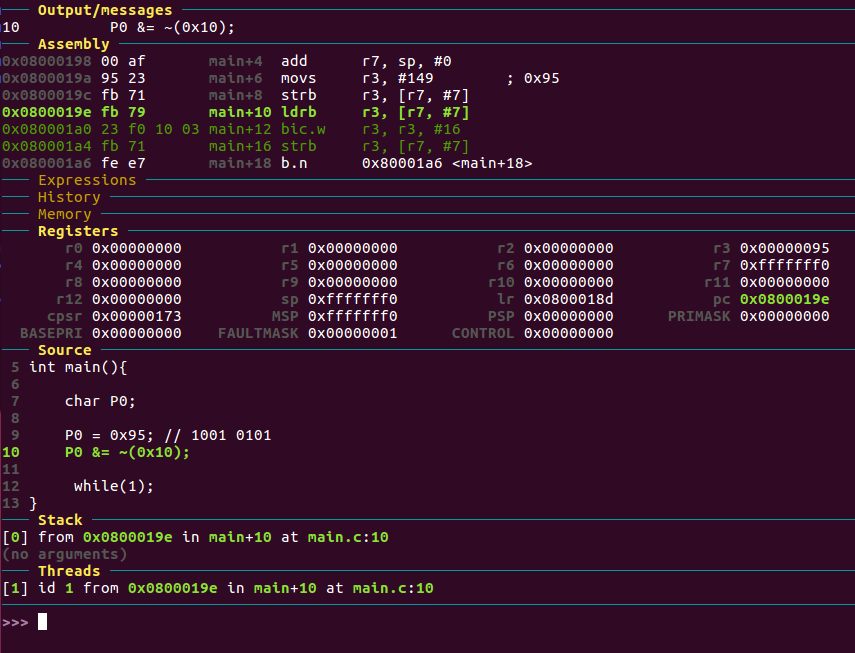 Output/messages
10          P0 &= ~(0x10);
Assembly
0x08000198 00 af       main+4  add     r7, sp, #0
0x0800019a 95 23       main+6  movs    r3, #149        ; 0x95
0x0800019c fb 71       main+8  strb    r3, [r7, #7]
0x0800019e fb 79       main+10 ldrb    r3, [r7, #7]
0x080001a0 23 f0 10 03 main+12 bic.w   r3, r3, #16
0x080001a4 fb 71       main+16 strb    r3, [r7, #7]
0x080001a6 fe e7       main+18 b.n     0x80001a6 <main+18>
Expressions
History
Memory
Registers
r0 0x00000000 r1 0x00000000 r2 0x00000000 r3 0x00000095
r4 0x00000000 r5 0x00000000 r6 0x00000000 r7 0xfffffff0
r8 0x00000000 r9 0x00000000 r10 0x00000000 r11 0x00000000
r12 0x00000000 sp 0xfffffff0 lr 0x0800018d pc 0x0800019e
cpsr 0x00000173 MSP 0xfffffff0 PSP 0x00000000 PRIMASK 0x00000000
BASEPRI 0x00000000 FAULTMASK 0x00000001 CONTROL 0x00000000
Source
5 int main(){
6
7     char P0;
8
9     P0 = 0x95; // 1001 0101
10     P0 &= ~(0x10);
11
12      while(1);
13 }
Stack
[0] from 0x0800019e in main+10 at main.c:10
(no arguments)
Threads
[1] id 1 from 0x0800019e in main+10 at main.c:10
>>>